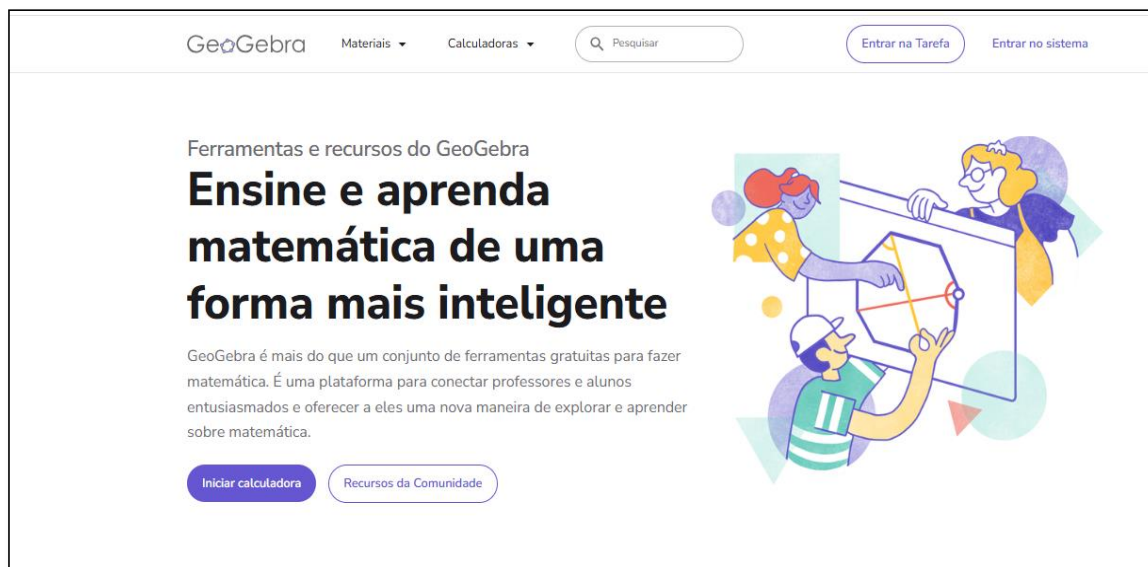 GeoGebra Materiais Calculadoras Pesquisar Entrar na Tarefa Entrar no sistema
Ferramentas e recursos do GeoGebra
Ensine e aprenda
matemática de uma
forma mais inteligente
GeoGebra é mais do que um conjunto de ferramentas gratuitas para fazer
matemática. É uma plataforma para conectar professores e alunos
entusiasmados e oferecer a eles uma nova maneira de explorar e aprender
sobre matemática.
Iniciar calculadora Recursos da Comunidade